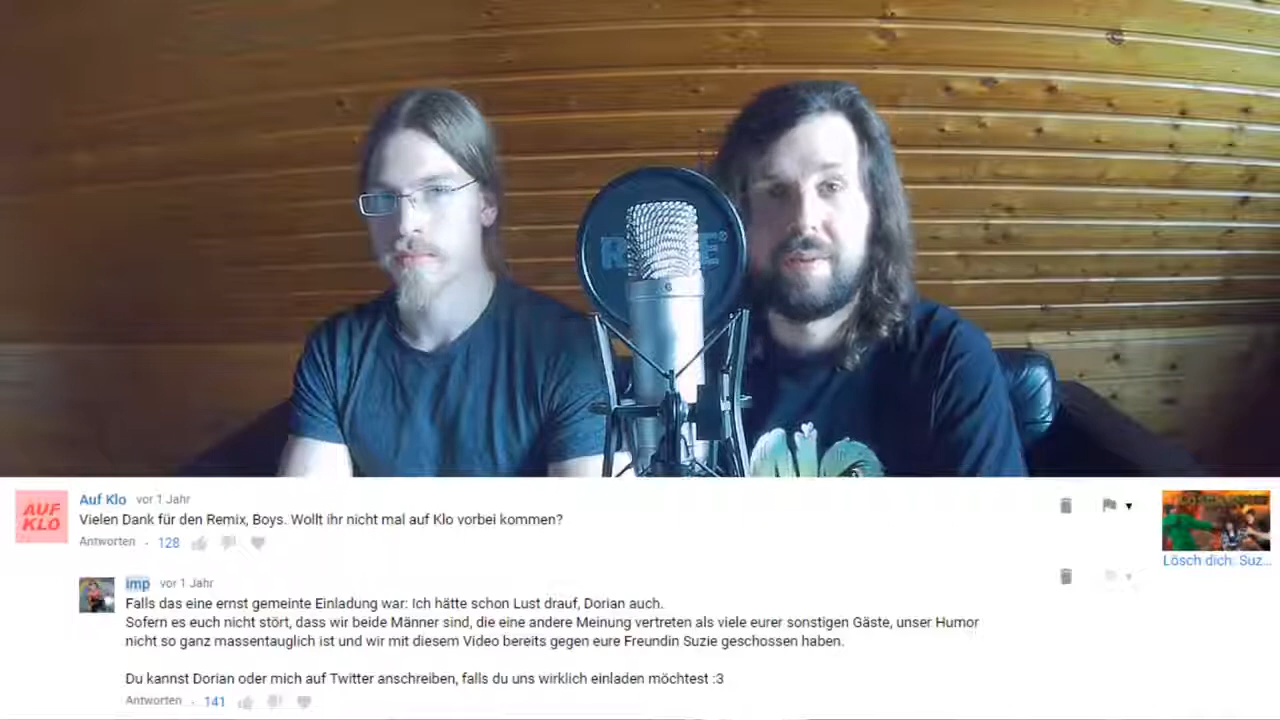 RØDE
6
AUF KLO
Auf Klo vor 1 Jahr
Vielen Dank für den Remix, Boys. Wollt ihr nicht mal auf Klo vorbei kommen?
Antworten · 128
Lösch dich: Suz...
imp vor 1 Jahr
Falls das eine ernst gemeinte Einladung war: Ich hätte schon Lust drauf, Dorian auch.
Sofern es euch nicht stört, dass wir beide Männer sind, die eine andere Meinung vertreten als viele eurer sonstigen Gäste, unser Humor
nicht so ganz massentauglich ist und wir mit diesem Video bereits gegen eure Freundin Suzie geschossen haben.
Du kannst Dorian oder mich auf Twitter anschreiben, falls du uns wirklich einladen möchtest :3
Antworten · 141